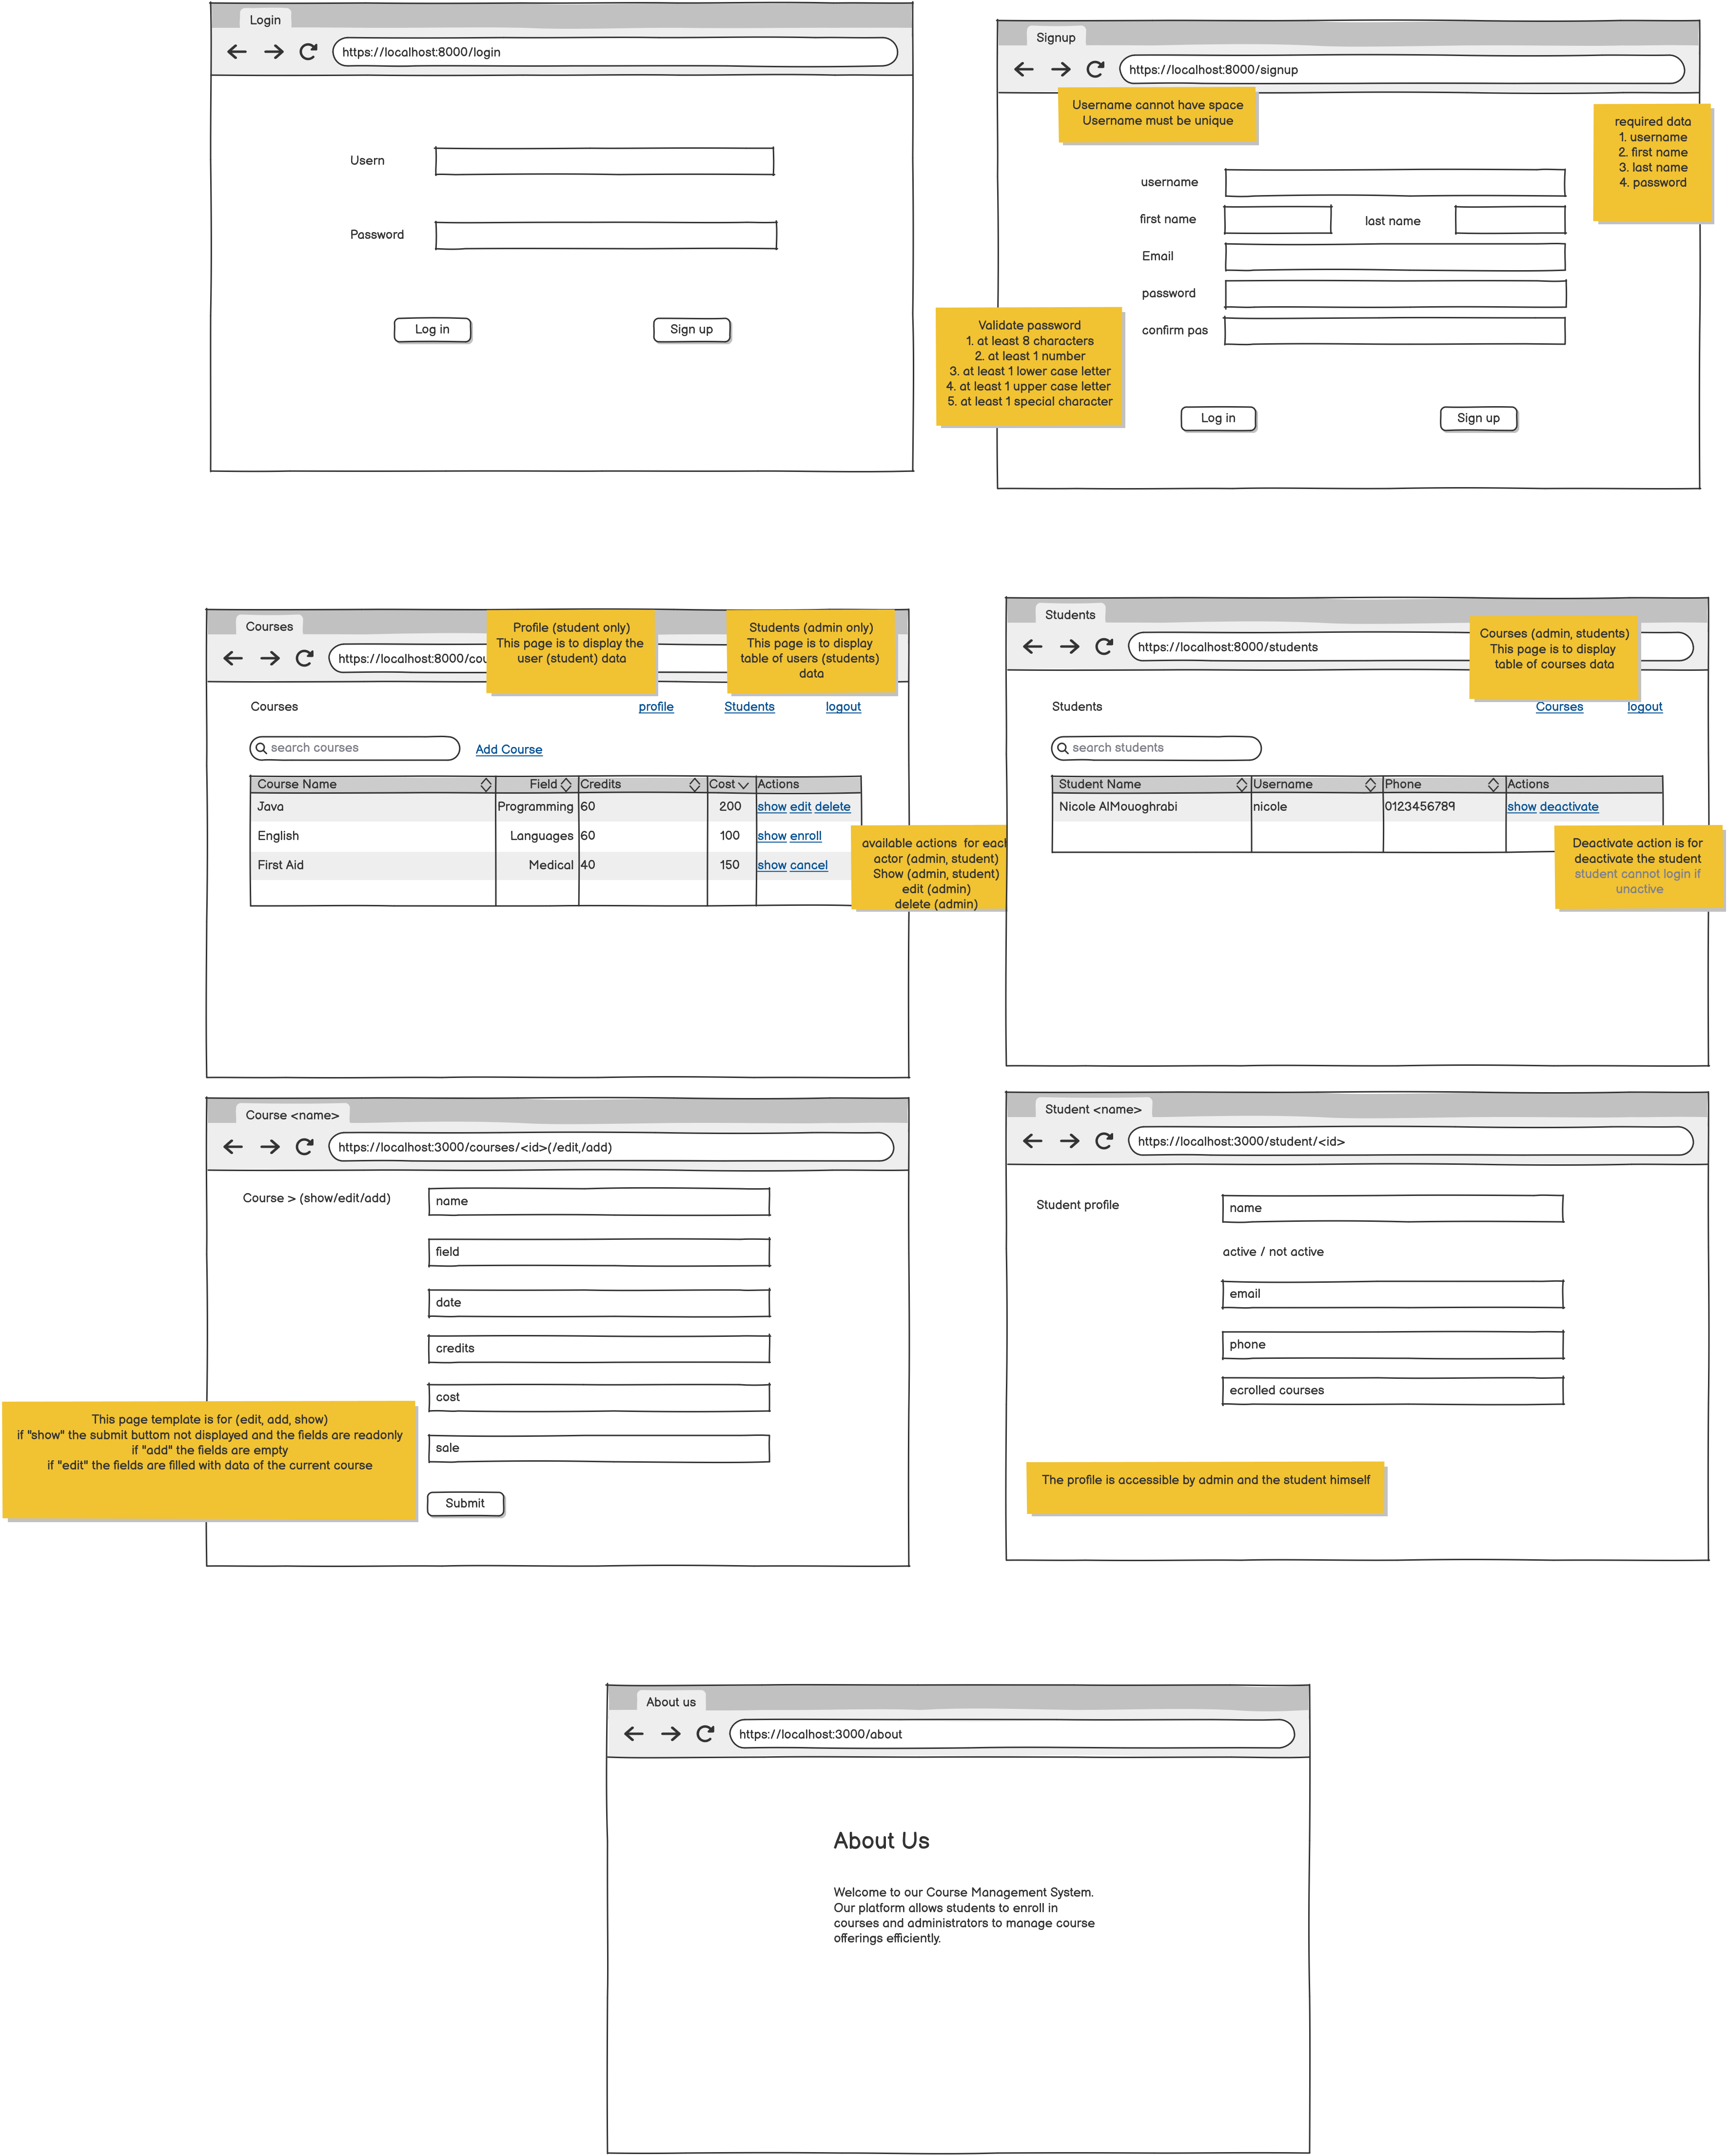 Login
https://localhost:8000/login
Usern
Password
Log in
Sign up
Signup
https://localhost:8000/signup
Username cannot have space
Username must be unique
required data
1. username
2. first name
3. last name
4. password
username
first name
last name
Email
password
confirm pas
Validate password
1. at least 8 characters
2. at least 1 number
3. at least 1 lower case letter
4. at least 1 upper case letter
5. at least 1 special character
Log in
Sign up
Courses
https://localhost:8000/cou
Profile (student only)
This page is to display the
user (student) data
Students (admin only)
This page is to display
table of users (students)
data
Courses
profile
Students
logout
search courses
Add Course
Course Name Field Credits Cost Actions
Java Programming 60 200 show edit delete
English Languages 60 100 show enroll
First Aid Medical 40 150 show cancel
available actions for each
actor (admin, student)
Show (admin, student)
edit (admin)
delete (admin)
Students
https://localhost:8000/students
Courses (admin, students)
This page is to display
table of courses data
Students
Courses
logout
search students
Student Name Username Phone Actions
Nicole AlMouoghrabi nicole 0123456789 show deactivate
Deactivate action is for
deactivate the student
student cannot login if
unactive
Course <name>
https://localhost:3000/courses/<id>(/edit,/add)
Course > (show/edit/add)
name
field
date
credits
cost
sale
Submit
This page template is for (edit, add, show)
if "show" the submit buttom not displayed and the fields are readonly
if "add" the fields are empty
if "edit" the fields are filled with data of the current course
Student <name>
https://localhost:3000/student/<id>
Student profile
name
active / not active
email
phone
ecrolled courses
The profile is accessible by admin and the student himself
About us
https://localhost:3000/about
About Us
Welcome to our Course Management System.
Our platform allows students to enroll in
courses and administrators to manage course
offerings efficiently.